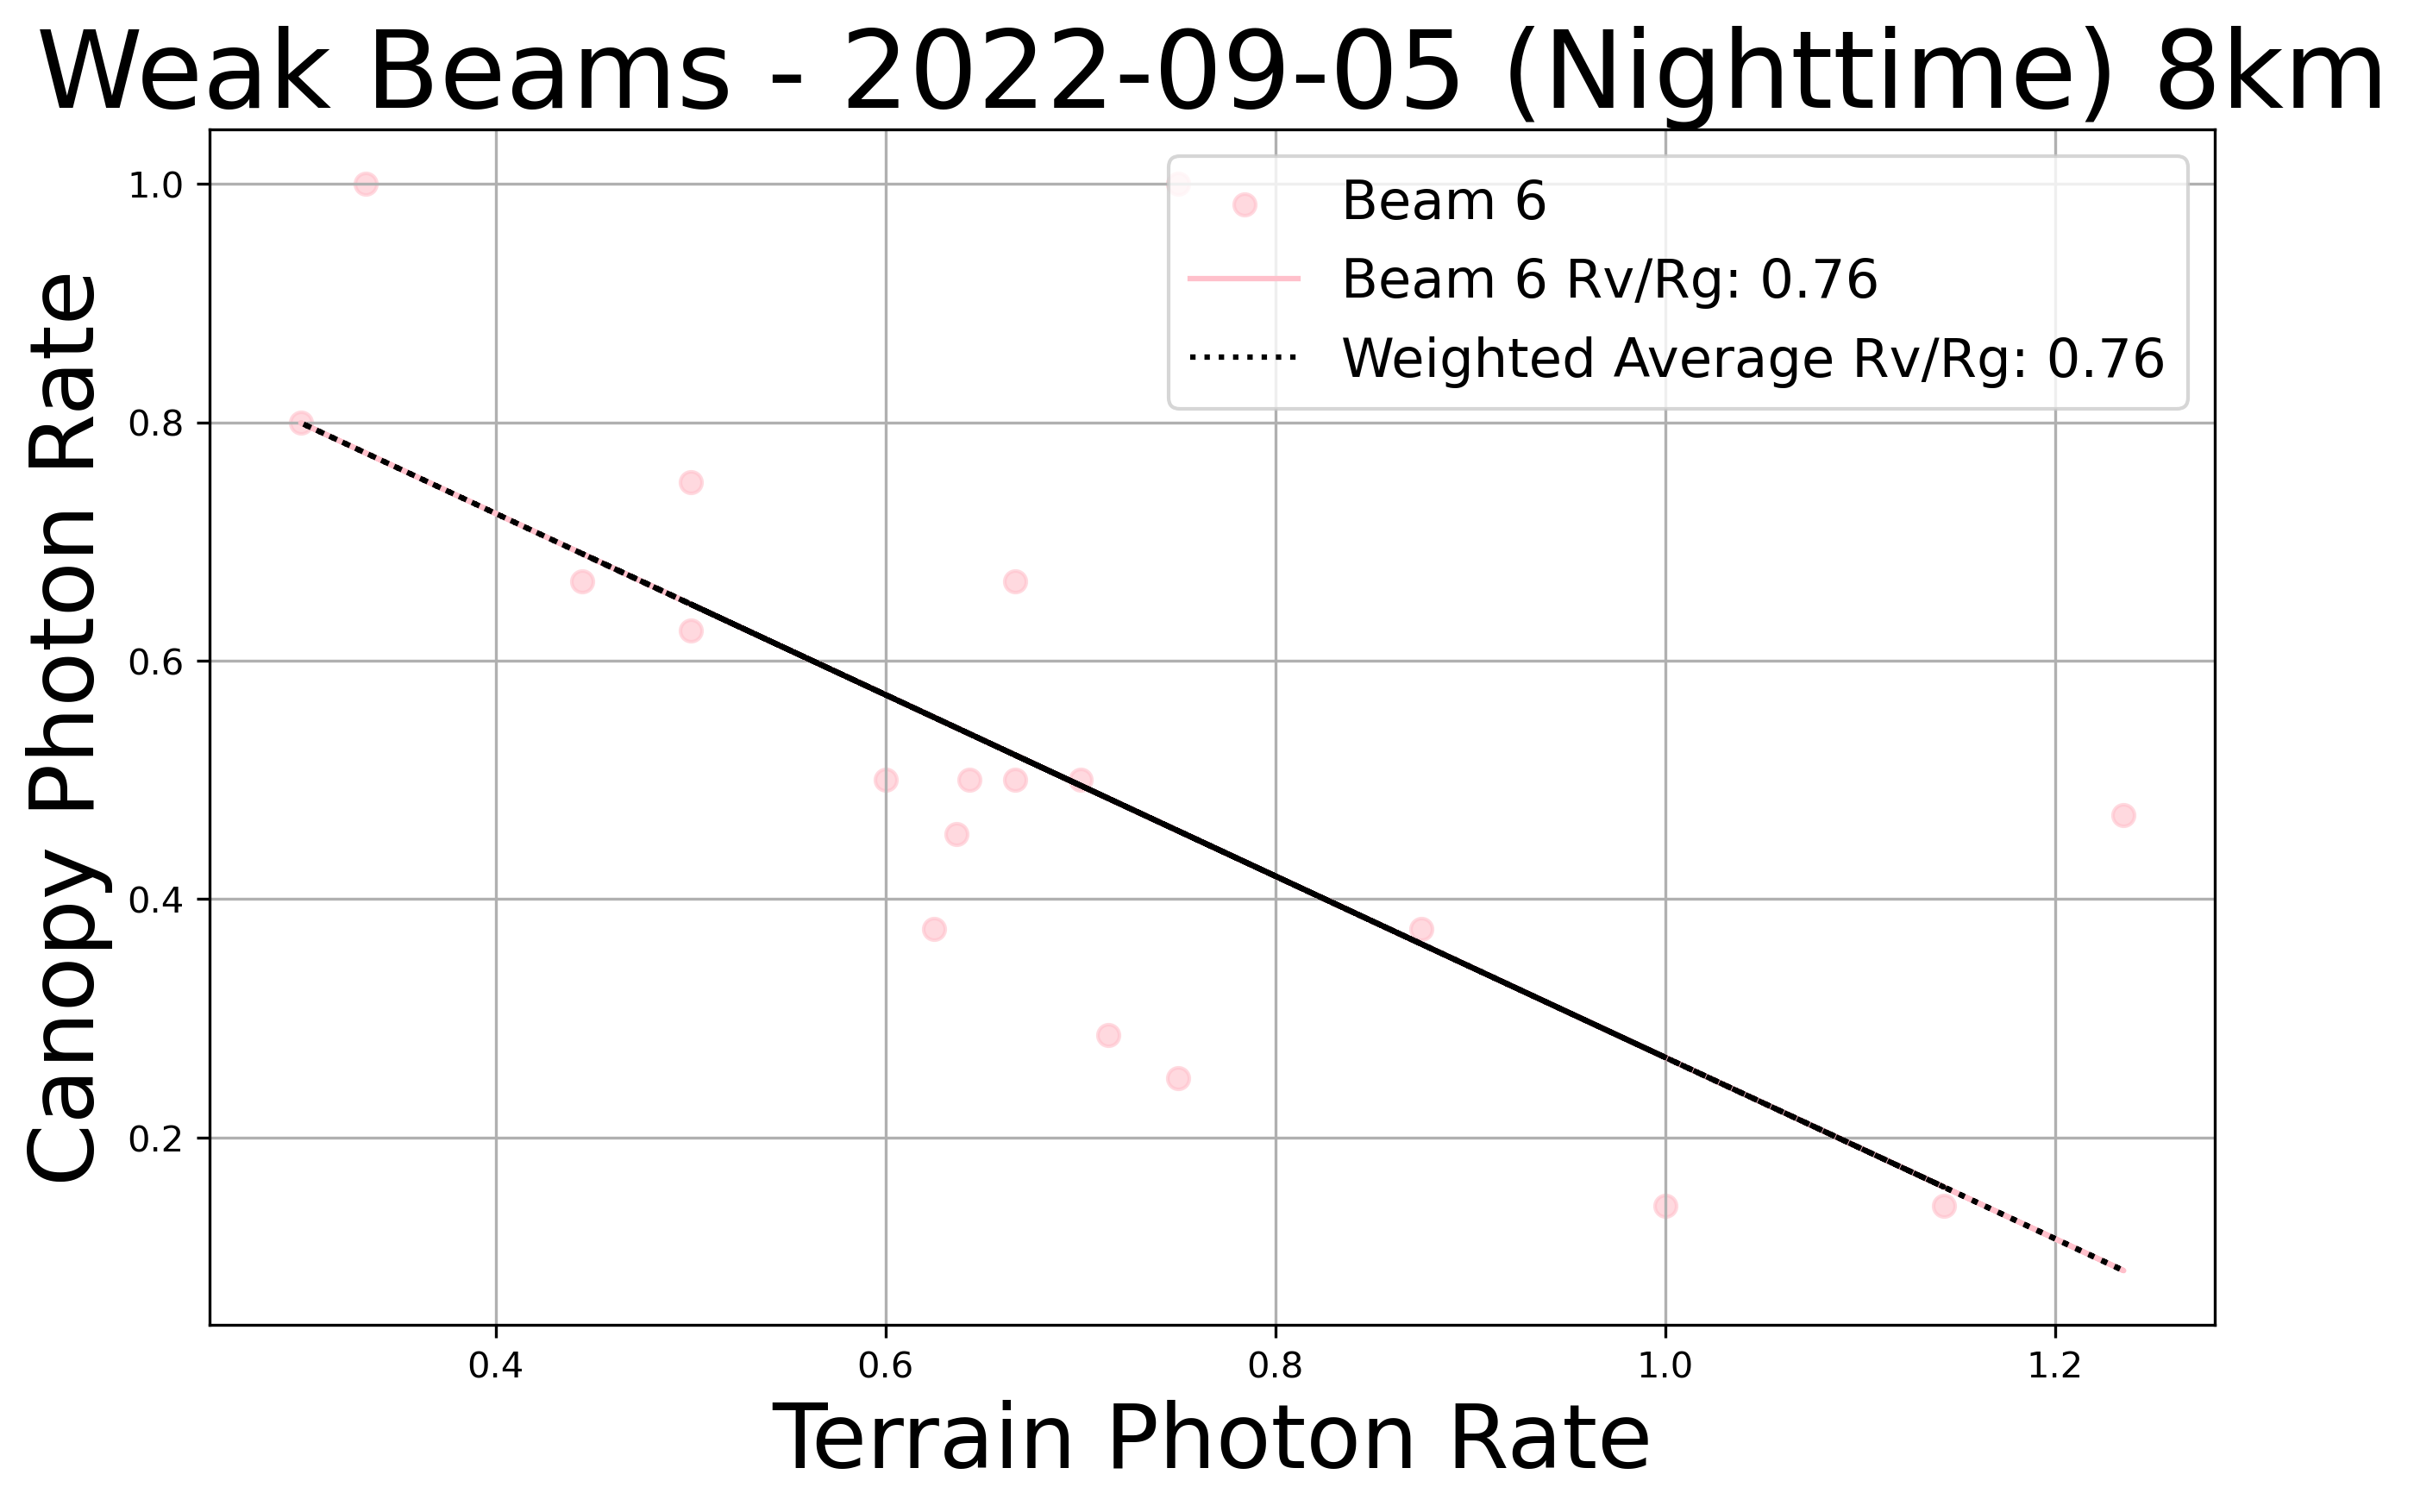 Weak Beams - 2022-09-05 (Nighttime) 8km
Beam 6
Beam 6 Rv/Rg: 0.76
Weighted Average Rv/Rg: 0.76
Canopy Photon Rate
1.0
0.8
0.6
0.4
0.2
0.4 0.6 0.8 1.0 1.2
Terrain Photon Rate